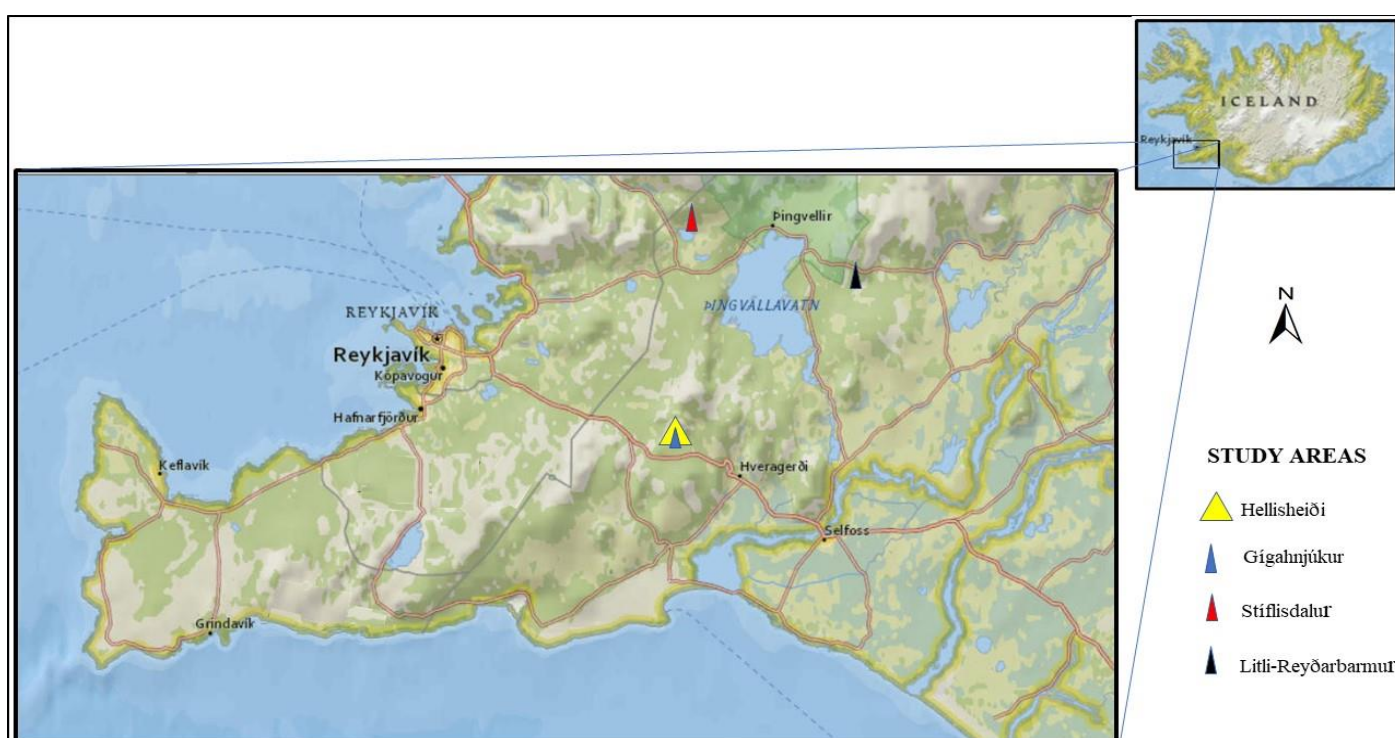 ICELAND
Reykjavík
Þingvellir
ÞINGVALLAVATN
REYKJAVÍK
Reykjavík
Kópavogur
Hafnarfjörður
Keflavík
Hveragerði
Selfoss
Grindavík
N
STUDY AREAS
Hellisheiði
Gígahnjúkur
Stíflisdalur
Litli-Reyðarbarmur